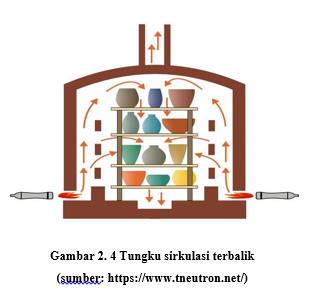 Gambar 2. 4 Tungku sirkulasi terbalik
(sumber: https://www.tneutron.net/)